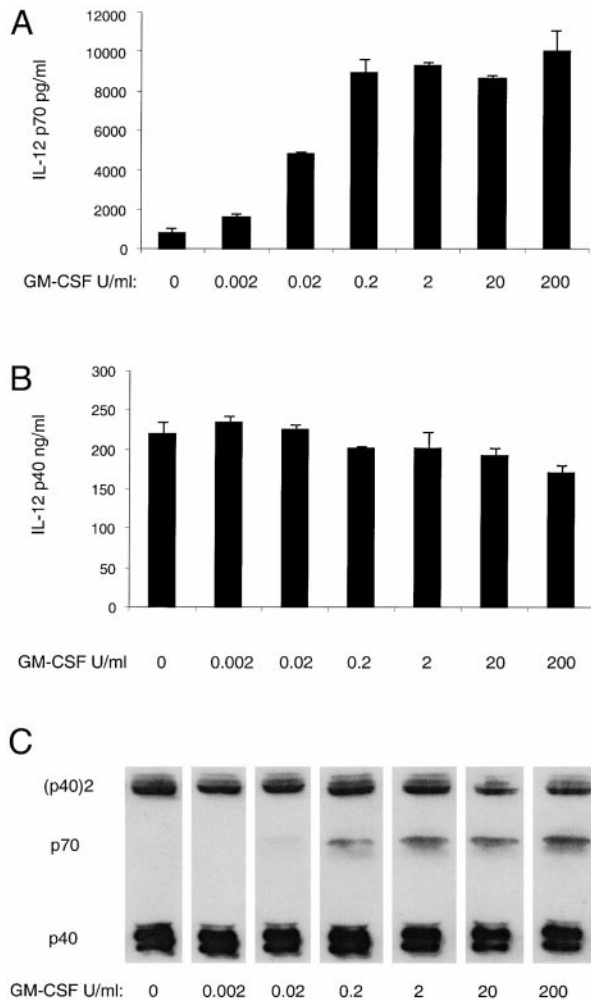 A
12000
10000
8000
6000
4000
2000
0
IL-12 p70 pg/ml
GM-CSF U/ml: 0 0.002 0.02 0.2 2 20 200
B
300
250
200
150
100
50
0
IL-12 p40 ng/ml
GM-CSF U/ml 0 0.002 0.02 0.2 2 20 200
C
(p40)2
p70
p40
GM-CSF U/ml: 0 0.002 0.02 0.2 2 20 200